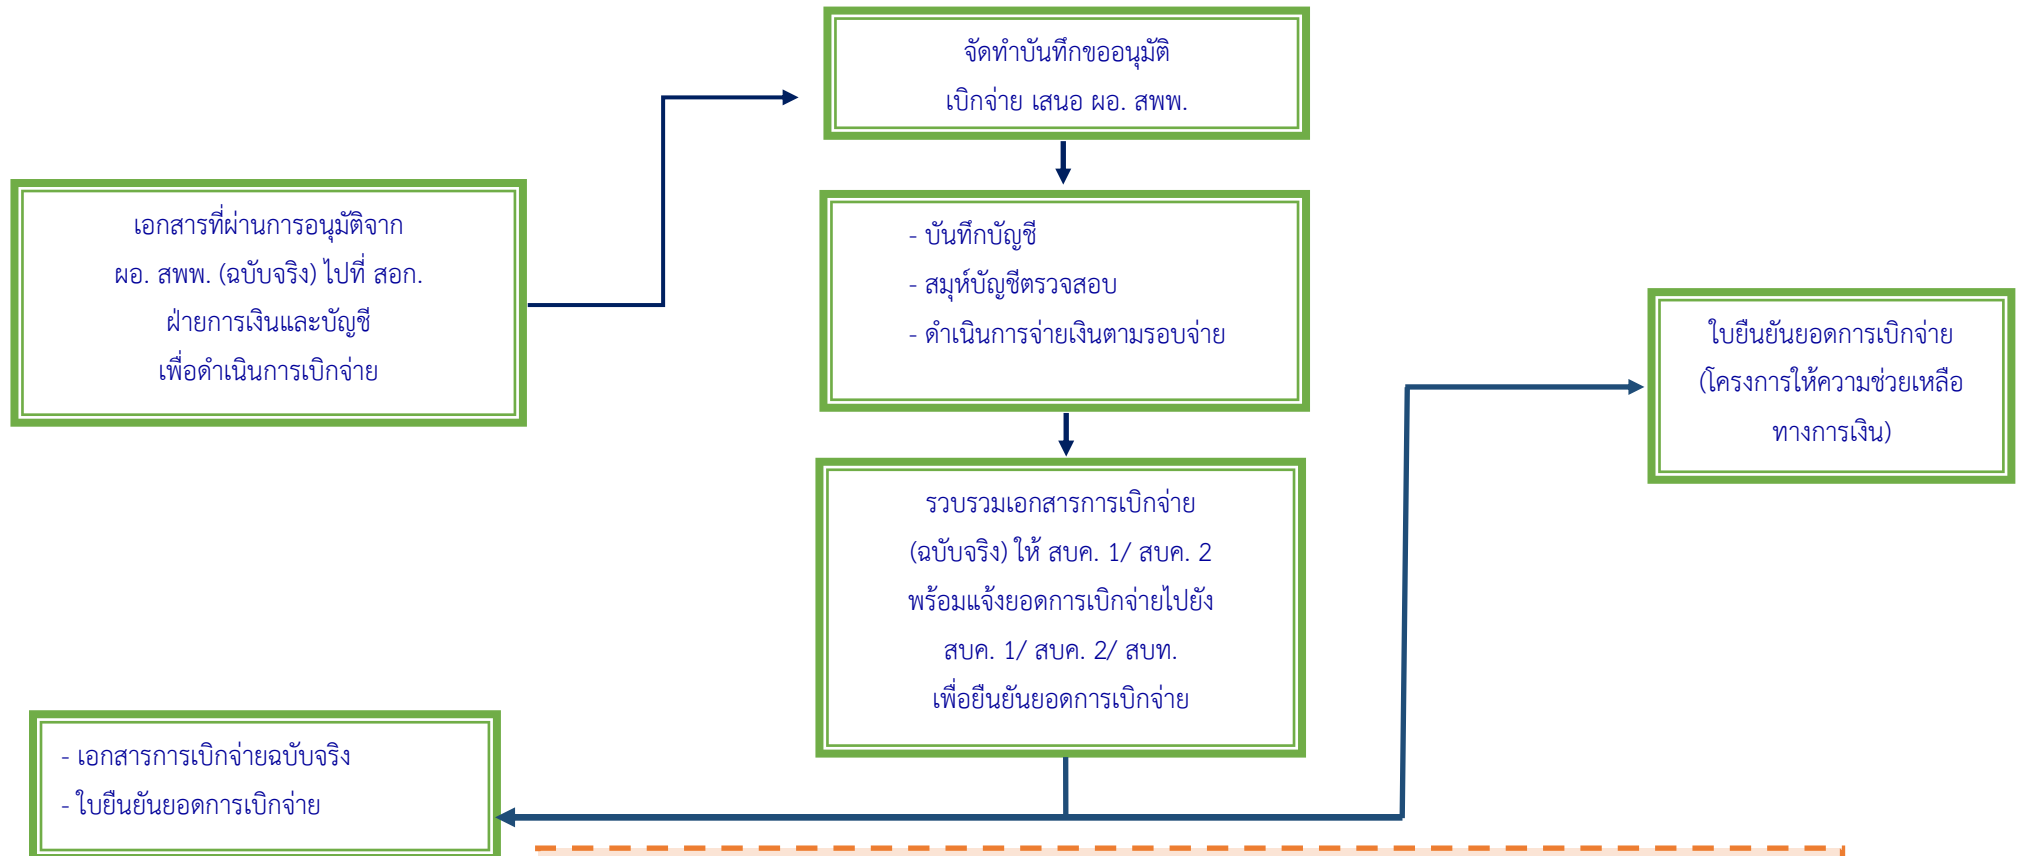 จัดทำบันทึกขออนุมัติ
เบิกจ่าย เสนอ ผอ. สพพ.
เอกสารที่ผ่านการอนุมัติจาก
ผอ. สพพ. (ฉบับจริง) ไปที่ สอก.
ฝ่ายการเงินและบัญชี
เพื่อดำเนินการเบิกจ่าย
- บันทึกบัญชี
- สมุห์บัญชีตรวจสอบ
- ดำเนินการจ่ายเงินตามรอบจ่าย
ใบยืนยันยอดการเบิกจ่าย
(โครงการให้ความช่วยเหลือ
ทางการเงิน)
รวบรวมเอกสารการเบิกจ่าย
(ฉบับจริง) ให้ สบค. 1/ สบค. 2
พร้อมแจ้งยอดการเบิกจ่ายไปยัง
สบค. 1/ สบค. 2/ สบท.
เพื่อยืนยันยอดการเบิกจ่าย
- เอกสารการเบิกจ่ายฉบับจริง
- ใบยืนยันยอดการเบิกจ่าย